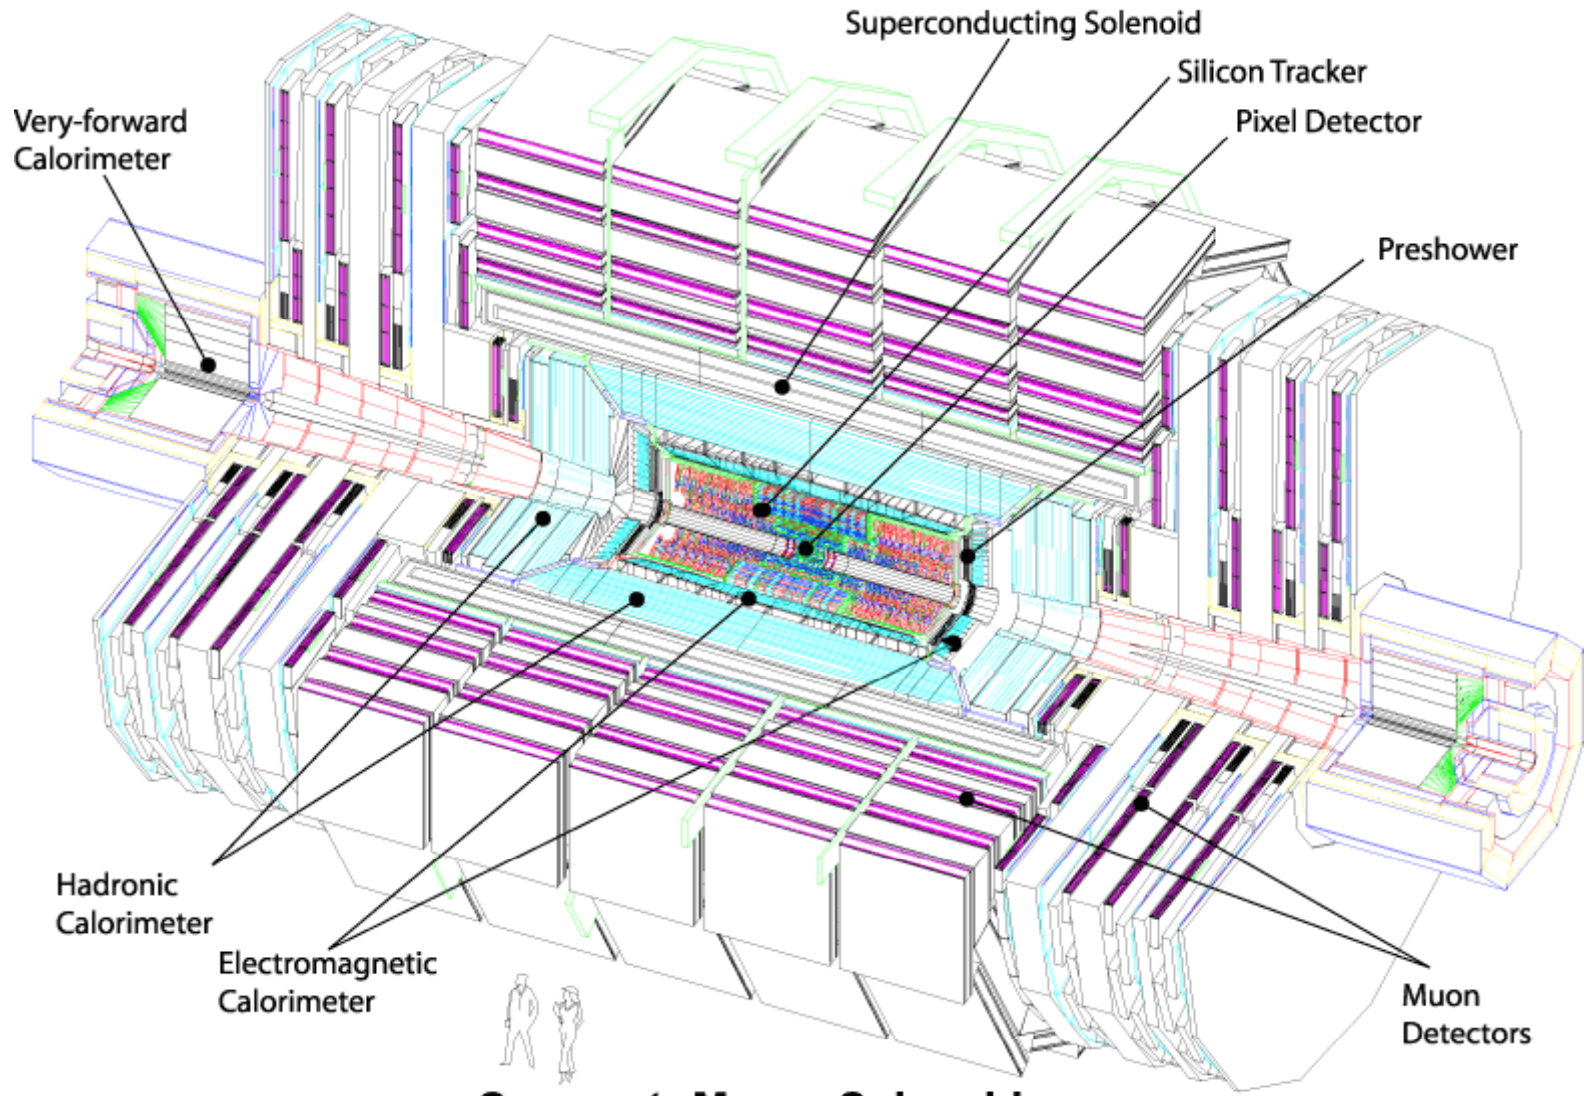 Superconducting Solenoid
Silicon Tracker
Pixel Detector
Very-forward
Calorimeter
Preshower
Hadronic
Calorimeter
Electromagnetic
Calorimeter
Muon
Detectors